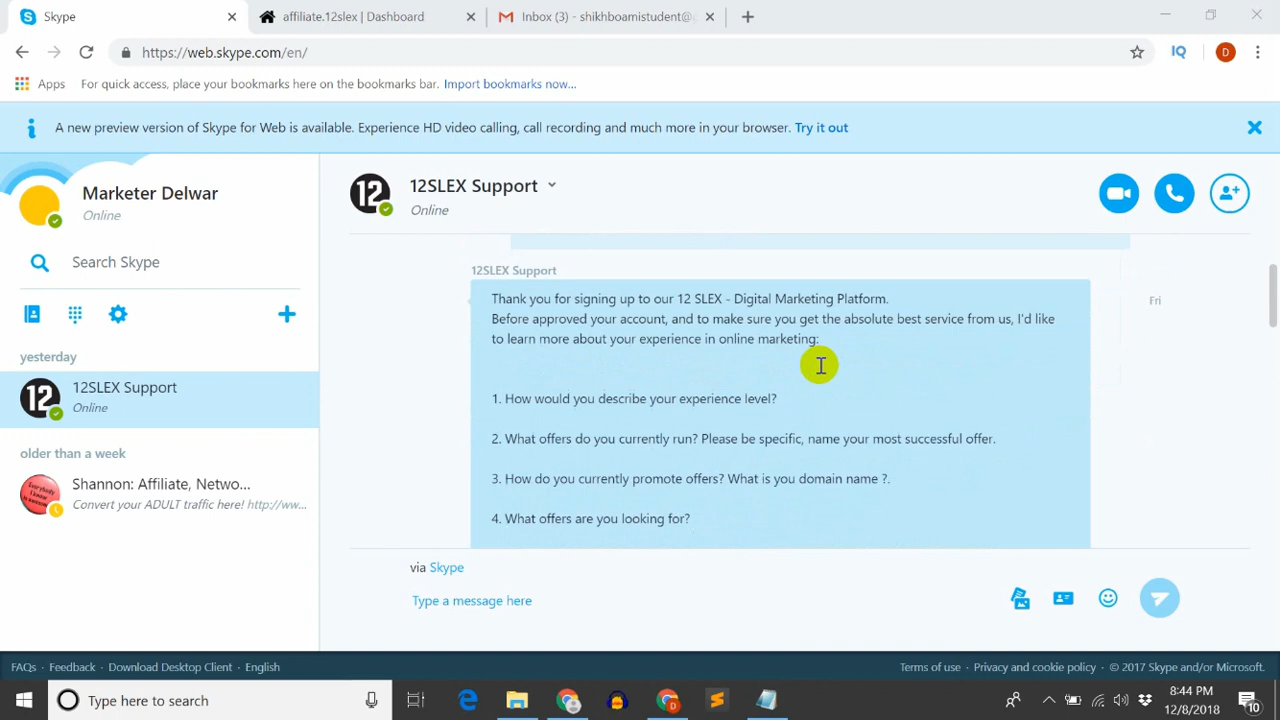 Skype
affiliate.12slex | Dashboard
Inbox (3) - shikhboamistudent@
https://web.skype.com/en/
IQ
D
Apps
For quick access, place your bookmarks here on the bookmarks bar. Import bookmarks now...
A new preview version of Skype for Web is available. Experience HD video calling, call recording and much more in your browser. Try it out
Marketer Delwar
Online
Search Skype
yesterday
12
12SLEX Support
Online
older than a week
Shannon: Affiliate, Netwo...
Convert your ADULT traffic here! http://ww...
12
12SLEX Support
Online
12SLEX Support
Fri
Thank you for signing up to our 12 SLEX - Digital Marketing Platform.
Before approved your account, and to make sure you get the absolute best service from us, I'd like
to learn more about your experience in online marketing:
1. How would you describe your experience level?
2. What offers do you currently run? Please be specific, name your most successful offer.
3. How do you currently promote offers? What is you domain name ?.
4. What offers are you looking for?
via Skype
Type a message here
FAQs | Feedback | Download Desktop Client | English
Terms of use | Privacy and cookie policy | © 2017 Skype and/or Microsoft.
Type here to search
D
8:44 PM
12/8/2018
10